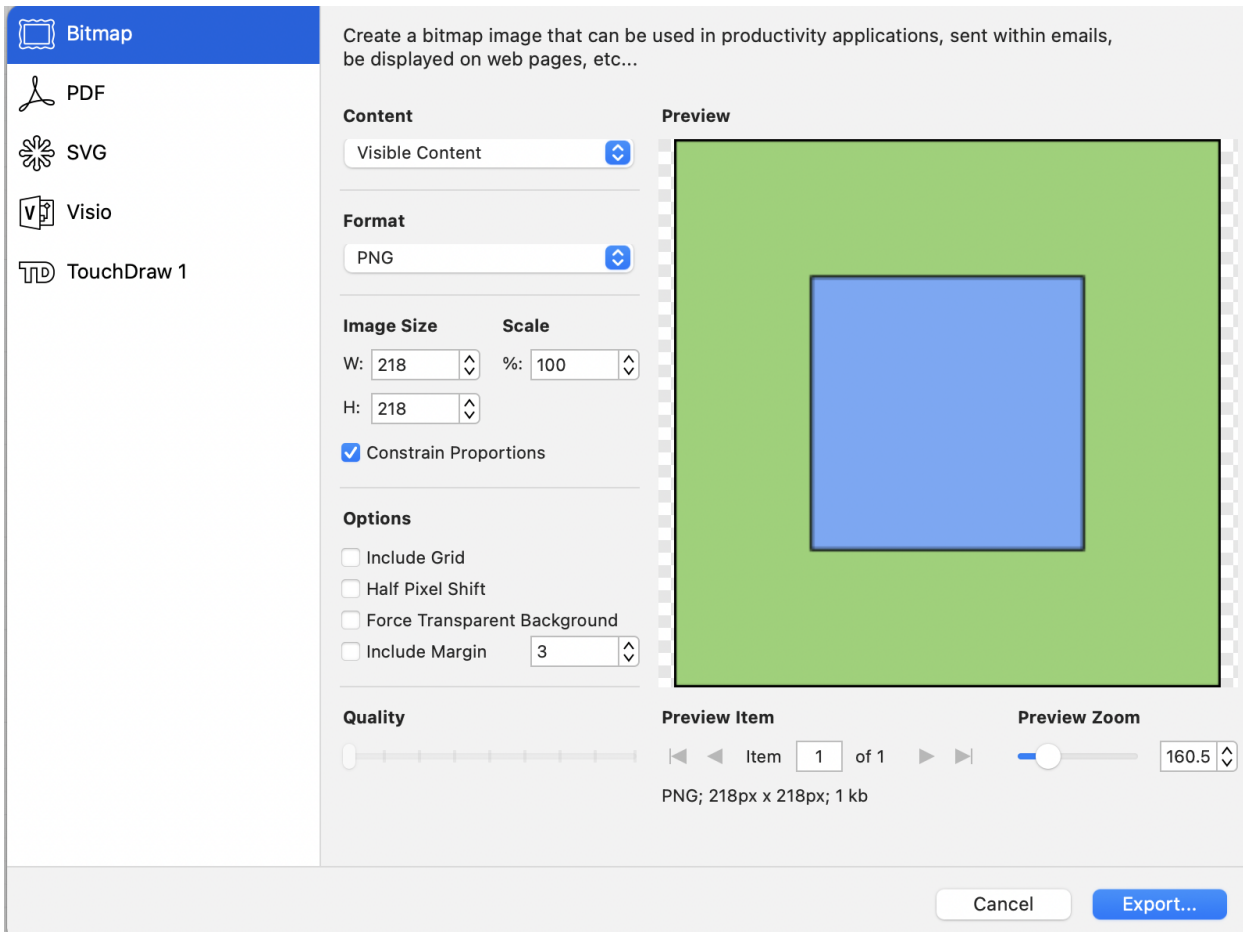 Bitmap
PDF
SVG
Visio
TouchDraw 1
Create a bitmap image that can be used in productivity applications, sent within emails,
be displayed on web pages, etc...
Content
Visible Content
Format
PNG
Image Size Scale
W: 218 %: 100
H: 218
Constrain Proportions
Options
Include Grid
Half Pixel Shift
Force Transparent Background
Include Margin 3
Quality
Preview
Preview Item Preview Zoom
Item 1 of 1 160.5
PNG; 218px x 218px; 1 kb
Cancel Export...